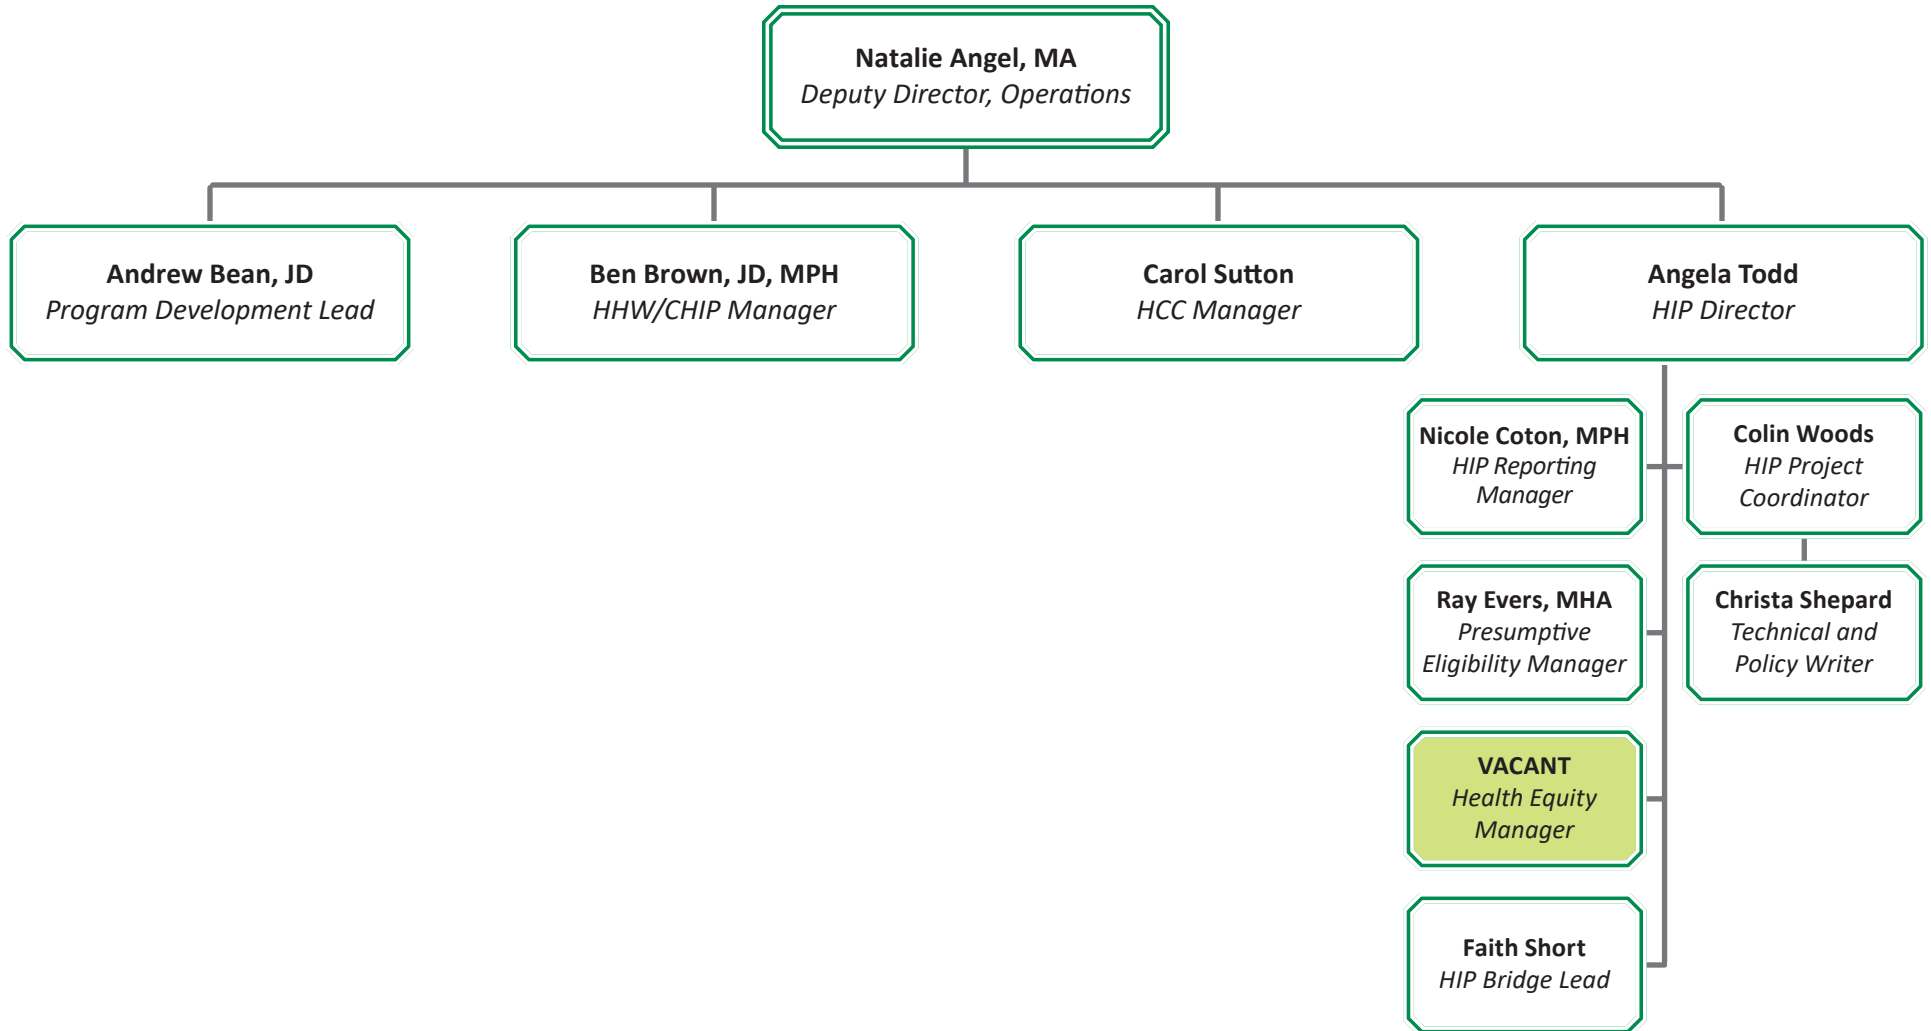 Natalie Angel, MA
Deputy Director, Operations
Andrew Bean, JD
Program Development Lead
Ben Brown, JD, MPH
HHW/CHIP Manager
Carol Sutton
HCC Manager
Angela Todd
HIP Director
Nicole Coton, MPH
HIP Reporting
Manager
Colin Woods
HIP Project
Coordinator
Ray Evers, MHA
Presumptive
Eligibility Manager
Christa Shepard
Technical and
Policy Writer
VACANT
Health Equity
Manager
Faith Short
HIP Bridge Lead